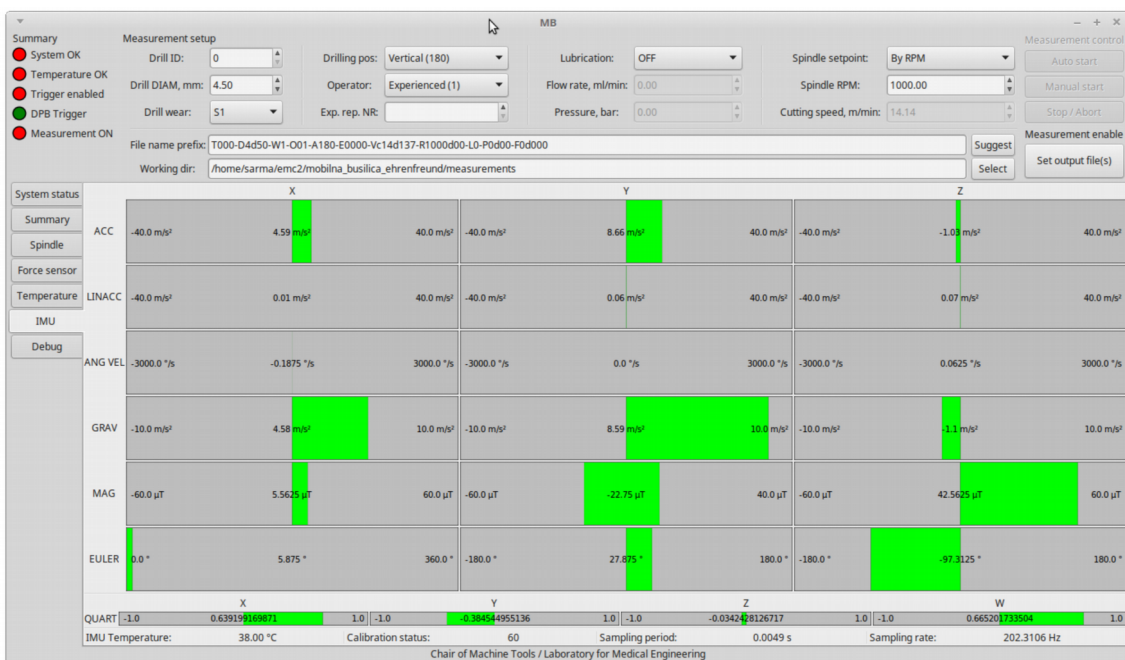 MB
Summary
System OK
Temperature OK
Trigger enabled
DPB Trigger
Measurement ON
Measurement setup
Drill ID: 0 Drilling pos: Vertical (180) Lubrication: OFF Spindle setpoint: By RPM
Drill DIAM, mm: 4.50 Operator: Experienced (1) Flow rate, ml/min: 0.00 Spindle RPM: 1000.00
Drill wear: S1 Exp. rep. NR: Pressure, bar: 0.00 Cutting speed, m/min: 14.14
File name prefix: T000-D4d50-W1-O01-A180-E0000-Vc14d137-R1000d00-L0-P0d00-F0d000 Suggest
Working dir: /home/sarma/emc2/mobilna_busilica_ehrenfreund/measurements Select
Measurement control
Auto start
Manual start
Stop / Abort
Measurement enable
Set output file(s)
System status
Summary
Spindle
Force sensor
Temperature
IMU
Debug
X Y Z
ACC -40.0 m/s² 4.59 m/s² 40.0 m/s² -40.0 m/s² 8.66 m/s² 40.0 m/s² -40.0 m/s² -1.03 m/s² 40.0 m/s²
LINACC -40.0 m/s² 0.01 m/s² 40.0 m/s² -40.0 m/s² 0.06 m/s² 40.0 m/s² -40.0 m/s² 0.07 m/s² 40.0 m/s²
ANG VEL -3000.0 °/s -0.1875 °/s 3000.0 °/s -3000.0 °/s 0.0 °/s 3000.0 °/s -3000.0 °/s 0.0625 °/s 3000.0 °/s
GRAV -10.0 m/s² 4.58 m/s² 10.0 m/s² -10.0 m/s² 8.59 m/s² 10.0 m/s² -10.0 m/s² -1.1 m/s² 10.0 m/s²
MAG -60.0 µT 5.5625 µT 60.0 µT -60.0 µT -22.75 µT 40.0 µT -60.0 µT 42.5625 µT 60.0 µT
EULER 0.0 ° 5.875 ° 360.0 ° -180.0 ° 27.875 ° 180.0 ° -180.0 ° -97.3125 ° 180.0 °
X Y Z W
QUART -1.0 0.639199169871 1.0 -1.0 -0.384544955136 1.0 -1.0 -0.0342428126717 1.0 -1.0 0.665201733504 1.0
IMU Temperature: 38.00 °C Calibration status: 60 Sampling period: 0.0049 s Sampling rate: 202.3106 Hz
Chair of Machine Tools / Laboratory for Medical Engineering